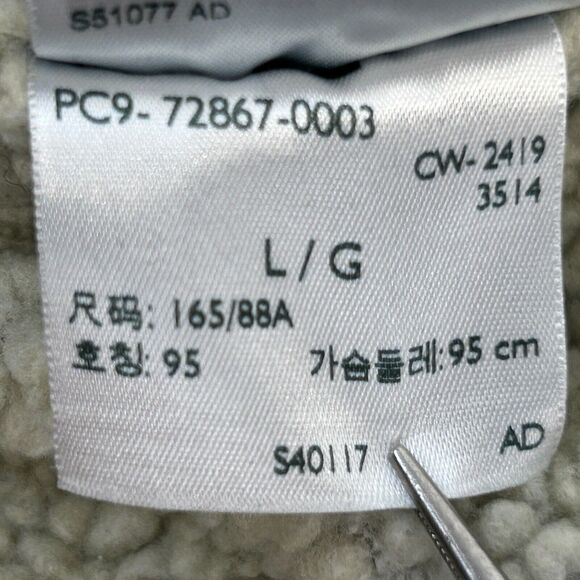 S51077 AD
PC9-72867-0003
CW-2419
3514
L / G
尺码: 165/88A
호칭: 95 가슴둘레: 95 cm
S40117 AD